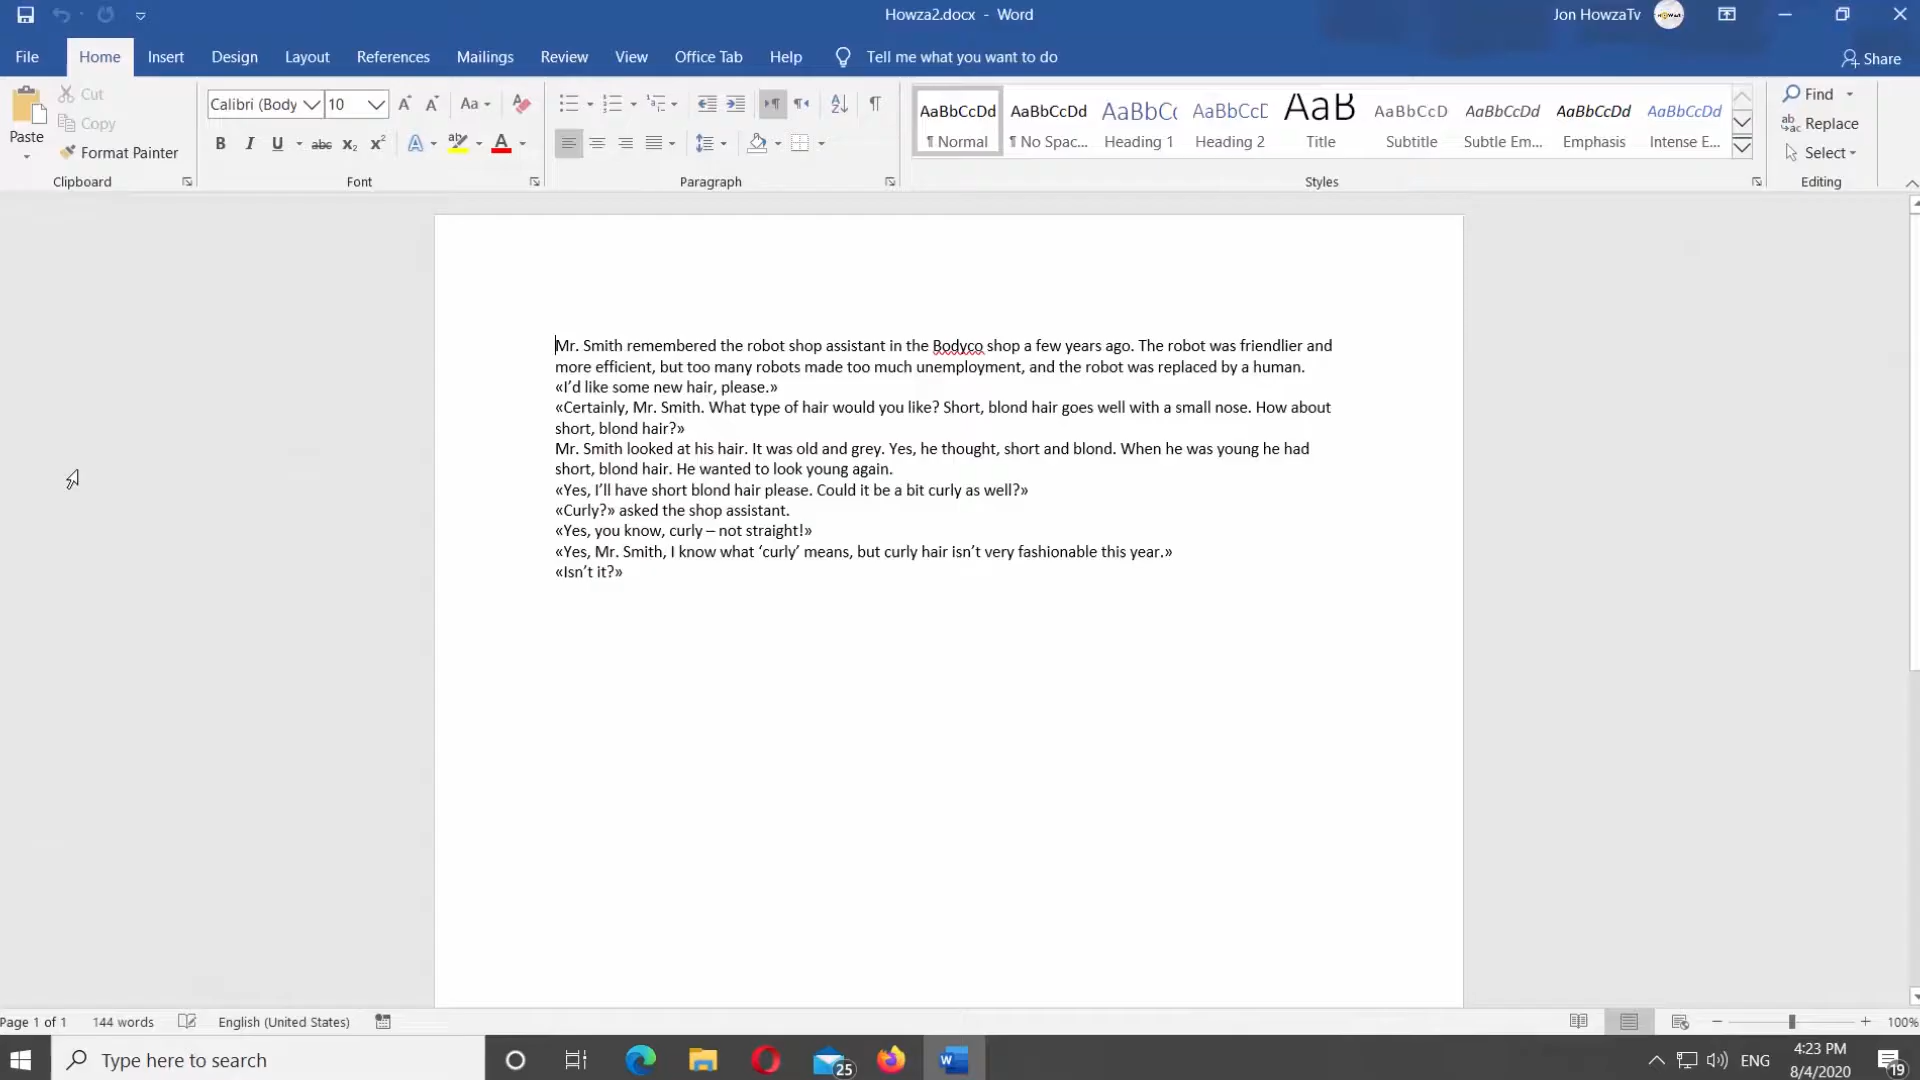 Howza2.docx - Word
Jon HowzaTv
File Home Insert Design Layout References Mailings Review View Office Tab Help Tell me what you want to do
Share
Paste
Cut
Copy
Format Painter
Clipboard
Calibri (Body 10
Font
Paragraph
AaBbCcDd AaBbCcDd AaBbC( AaBbCcD AaB AaBbCcD AaBbCcDd AaBbCcDd AaBbCcDd
¶ Normal ¶ No Spac... Heading 1 Heading 2 Title Subtitle Subtle Em... Emphasis Intense E...
Styles
Find
Replace
Select
Editing
Mr. Smith remembered the robot shop assistant in the Bodyco shop a few years ago. The robot was friendlier and
more efficient, but too many robots made too much unemployment, and the robot was replaced by a human.
«I’d like some new hair, please.»
«Certainly, Mr. Smith. What type of hair would you like? Short, blond hair goes well with a small nose. How about
short, blond hair?»
Mr. Smith looked at his hair. It was old and grey. Yes, he thought, short and blond. When he was young he had
short, blond hair. He wanted to look young again.
«Yes, I’ll have short blond hair please. Could it be a bit curly as well?»
«Curly?» asked the shop assistant.
«Yes, you know, curly – not straight!»
«Yes, Mr. Smith, I know what ‘curly’ means, but curly hair isn’t very fashionable this year.»
«Isn’t it?»
Page 1 of 1 144 words English (United States) 100%
Type here to search
25
ENG
4:23 PM
8/4/2020
19